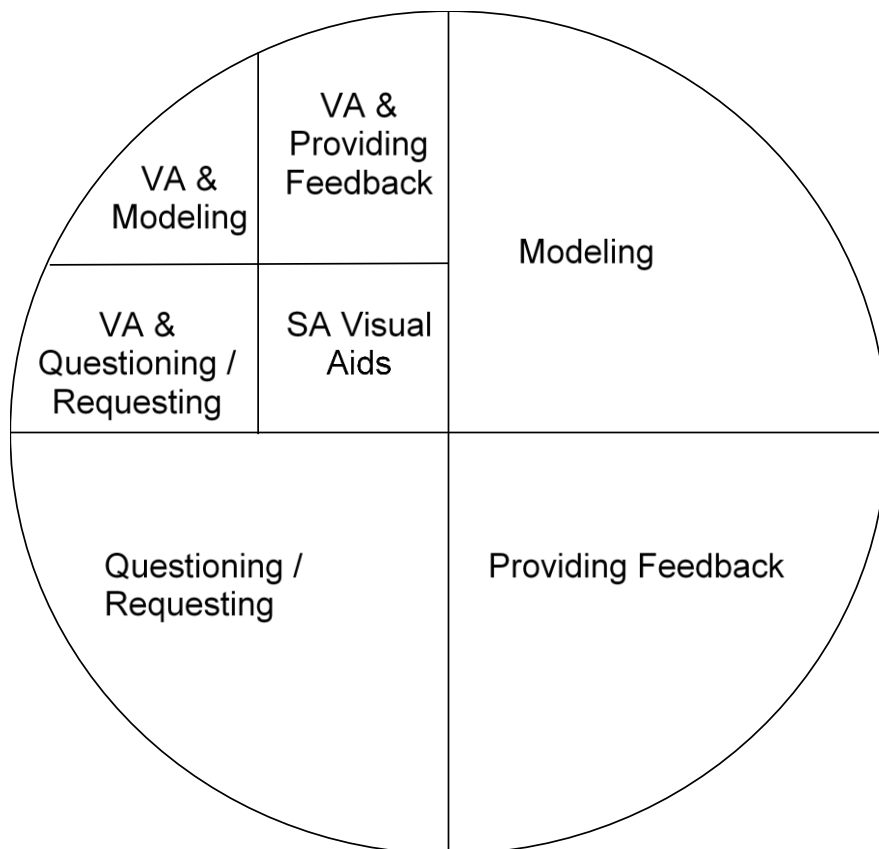 VA &
Modeling
VA &
Providing
Feedback
Modeling
VA &
Questioning /
Requesting
SA Visual
Aids
Questioning /
Requesting
Providing Feedback